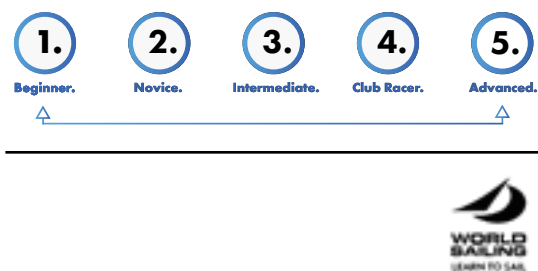 1. 2. 3. 4. 5.
Beginner. Novice. Intermediate. Club Racer. Advanced.
WORLD
SAILING
LEARN TO SAIL